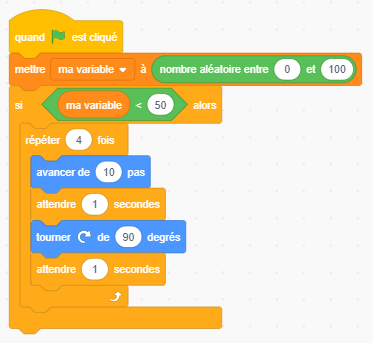 quand est cliqué
mettre ma variable à nombre aléatoire entre 0 et 100
si ma variable < 50 alors
répéter 4 fois
avancer de 10 pas
attendre 1 secondes
tourner de 90 degrés
attendre 1 secondes